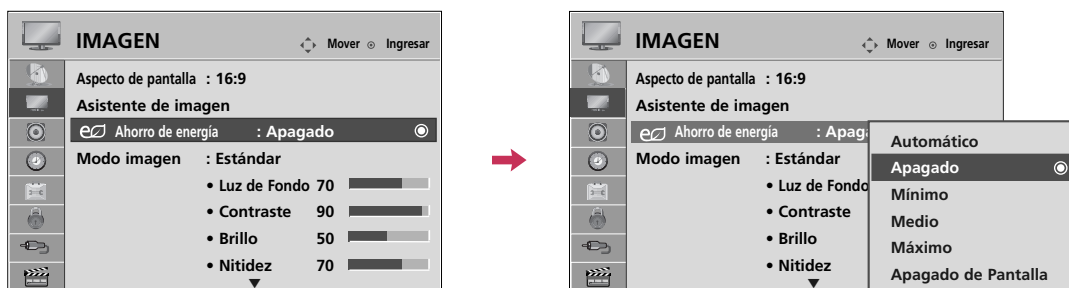 IMAGEN
Mover
Ingresar
Aspecto de pantalla : 16:9
Asistente de imagen
Ahorro de energía : Apagado
Modo imagen : Estándar
• Luz de Fondo 70
• Contraste 90
• Brillo 50
• Nitidez 70
IMAGEN
Mover
Ingresar
Aspecto de pantalla : 16:9
Asistente de imagen
Ahorro de energía : Apaga
Modo imagen : Estándar
• Luz de Fondo
• Contraste
• Brillo
• Nitidez
Automático
Apagado
Mínimo
Medio
Máximo
Apagado de Pantalla